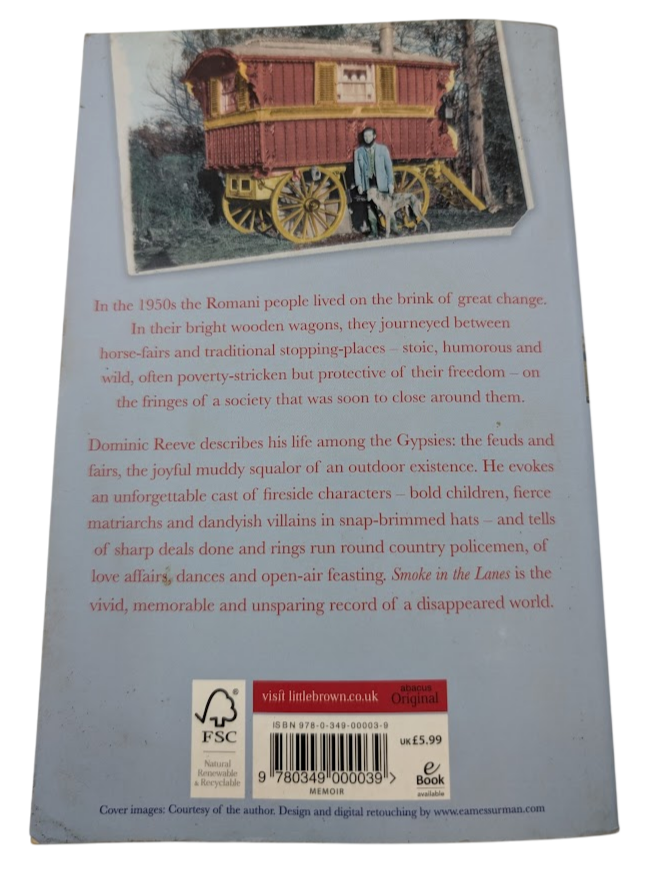 In the 1950s the Romani people lived on the brink of great change.
In their bright wooden wagons, they journeyed between
horse-fairs and traditional stopping-places – stoic, humorous and
wild, often poverty-stricken but protective of their freedom – on
the fringes of a society that was soon to close around them.
Dominic Reeve describes his life among the Gypsies: the feuds and
fairs, the joyful muddy squalor of an outdoor existence. He evokes
an unforgettable cast of fireside characters – bold children, fierce
matriarchs and dandyish villains in snap-brimmed hats – and tells
of sharp deals done and rings run round country policemen, of
love affairs, dances and open-air feasting. Smoke in the Lanes is the
vivid, memorable and unsparing record of a disappeared world.
FSC
®
Natural
Renewable
& Recyclable
visit littlebrown.co.uk
abacus
Original
ISBN 978-0-349-00003-9
9 780349 000039 >
MEMOIR
UK £5.99
e
Book
available
Cover images: Courtesy of the author. Design and digital retouching by www.eamessurman.com